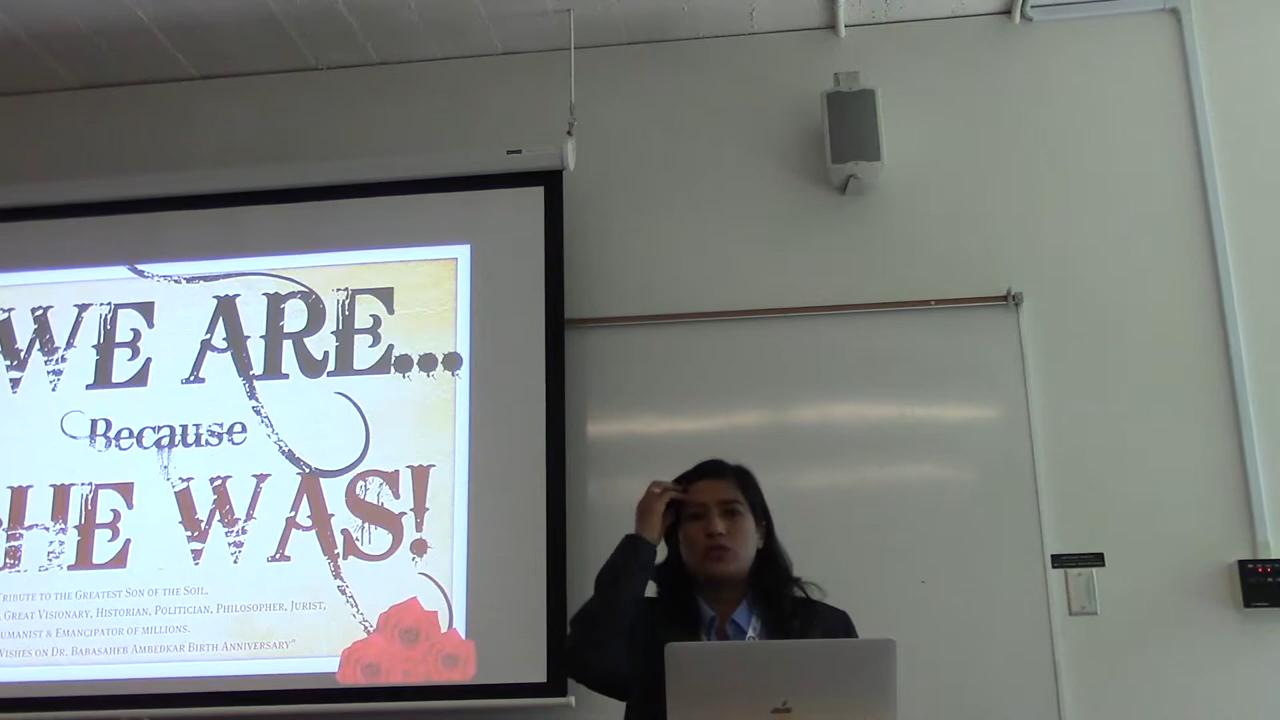 WE ARE...
Because
HE WAS!
TRIBUTE TO THE GREATEST SON OF THE SOIL.
GREAT VISIONARY, HISTORIAN, POLITICIAN, PHILOSOPHER, JURIST,
UMANIST & EMANCIPATOR OF MILLIONS.
WISHES ON DR. BABASAHEB AMBEDKAR BIRTH ANNIVERSARY"